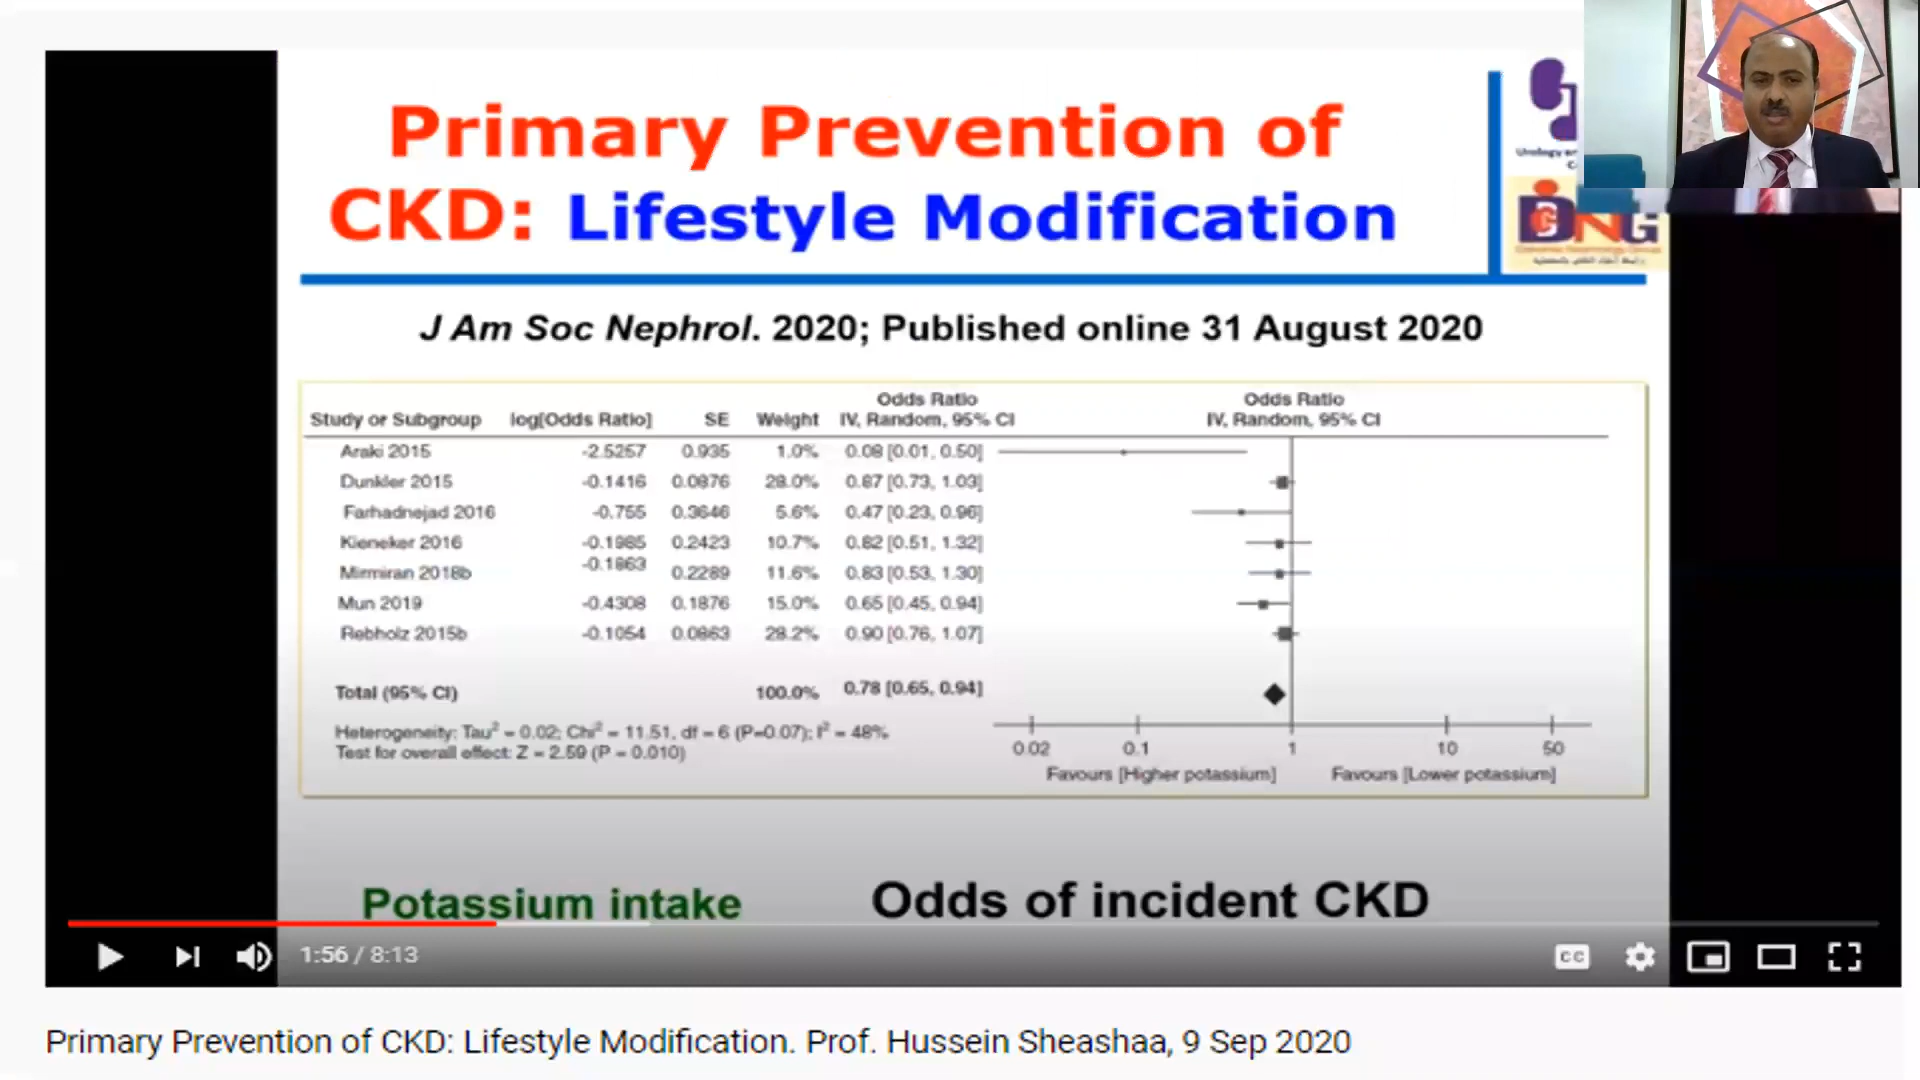 Primary Prevention of
CKD: Lifestyle Modification
DNG
J Am Soc Nephrol. 2020; Published online 31 August 2020
Odds Ratio Odds Ratio
Study or Subgroup log[Odds Ratio] SE Weight IV, Random, 95% CI IV, Random, 95% CI
Araki 2015 -2.5257 0.935 1.0% 0.08 [0.01, 0.50]
Dunkler 2015 -0.1416 0.0876 28.0% 0.87 [0.73, 1.03]
Farhadnejad 2016 -0.755 0.3646 5.6% 0.47 [0.23, 0.96]
Kieneker 2016 -0.1985 0.2423 10.7% 0.82 [0.51, 1.32]
Mirmiran 2018b -0.1863 0.2289 11.6% 0.83 [0.53, 1.30]
Mun 2019 -0.4308 0.1876 15.0% 0.65 [0.45, 0.94]
Rebholz 2015b -0.1054 0.0863 28.2% 0.90 [0.76, 1.07]
Total (95% CI) 100.0% 0.78 [0.65, 0.94]
Heterogeneity: Tau² = 0.02; Chi² = 11.51, df = 6 (P=0.07); I² = 48%
Test for overall effect: Z = 2.59 (P = 0.010)
0.02 0.1 1 10 50
Favours [Higher potassium] Favours [Lower potassium]
Potassium intake Odds of incident CKD
1:56 / 8:13
CC
Primary Prevention of CKD: Lifestyle Modification. Prof. Hussein Sheashaa, 9 Sep 2020